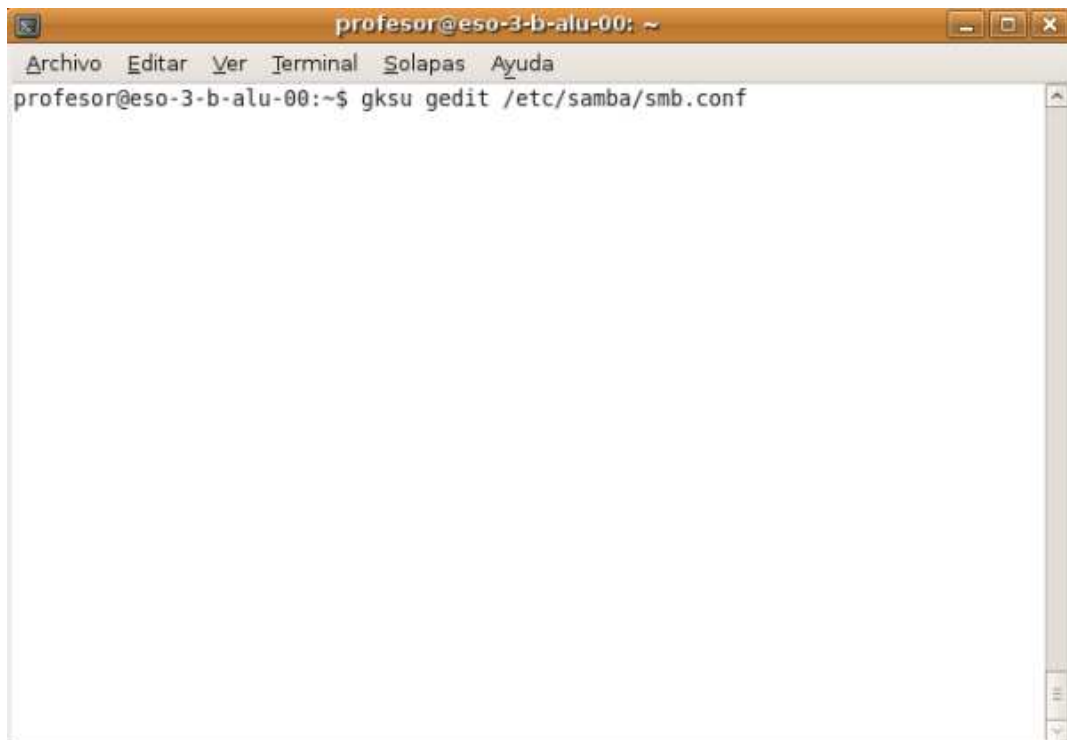 profesor@eso-3-b-alu-00: ~
Archivo Editar Ver Terminal Solapas Ayuda
profesor@eso-3-b-alu-00:~$ gksu gedit /etc/samba/smb.conf